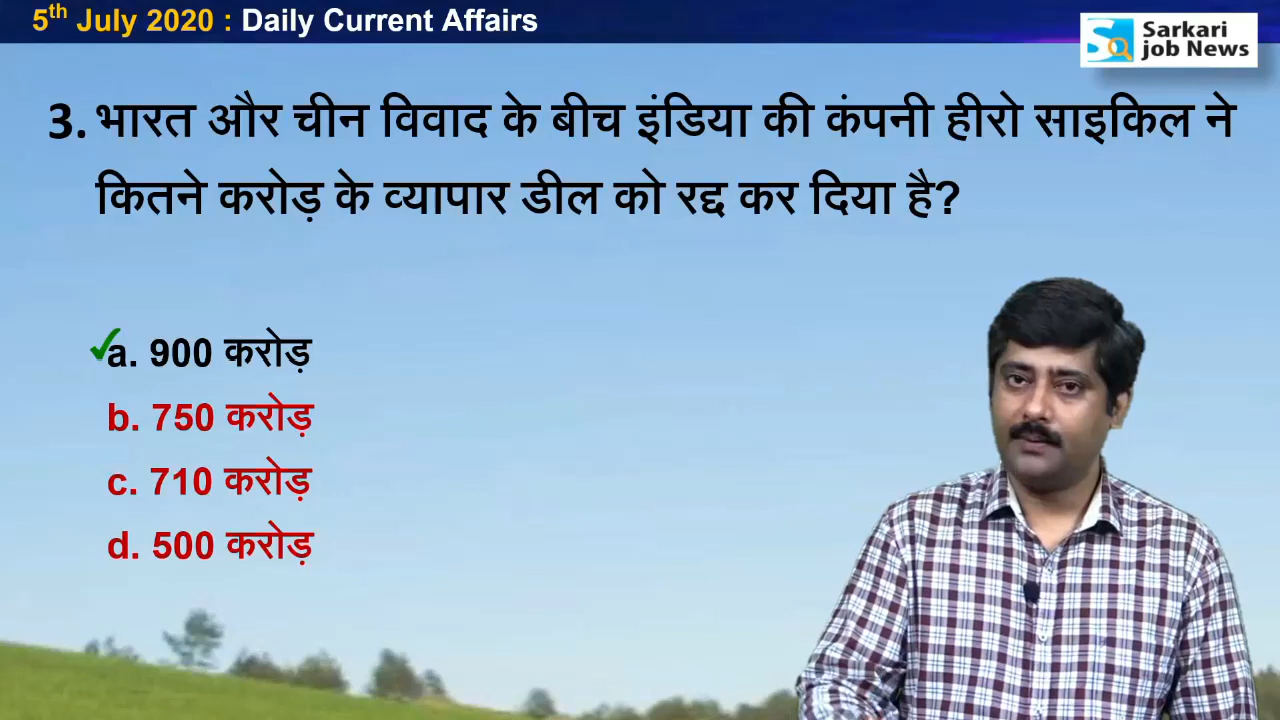 5th July 2020 : Daily Current Affairs
Sarkari
job News
3. भारत और चीन विवाद के बीच इंडिया की कंपनी हीरो साइकिल ने
कितने करोड़ के व्यापार डील को रद्द कर दिया है?
a. 900 करोड़
b. 750 करोड़
c. 710 करोड़
d. 500 करोड़